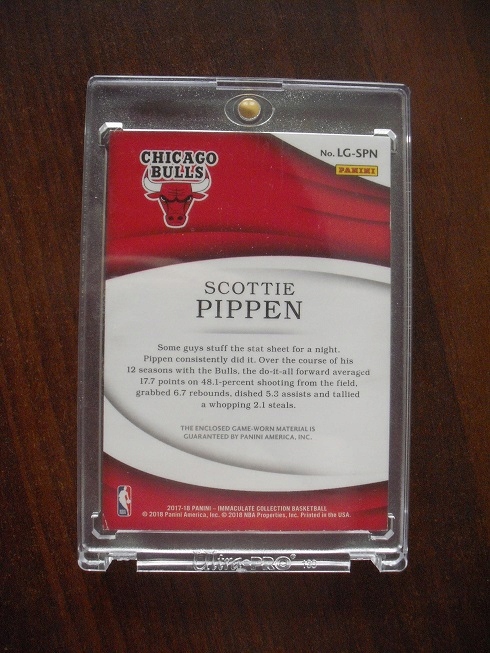 No. LG-SPN
PANINI
CHICAGO
BULLS
SCOTTIE
PIPPEN
Some guys stuff the stat sheet for a night.
Pippen consistently did it. Over the course of his
12 seasons with the Bulls, the do-it-all forward averaged
17.7 points on 48.1-percent shooting from the field,
grabbed 6.7 rebounds, dished 5.3 assists and tallied
a whopping 2.1 steals.
THE ENCLOSED GAME-WORN MATERIAL IS
GUARANTEED BY PANINI AMERICA, INC.
2017-18 PANINI – IMMACULATE COLLECTION BASKETBALL
© 2018 Panini America, Inc. © 2018 NBA Properties, Inc. Printed in the USA.
Ultra·PRO®